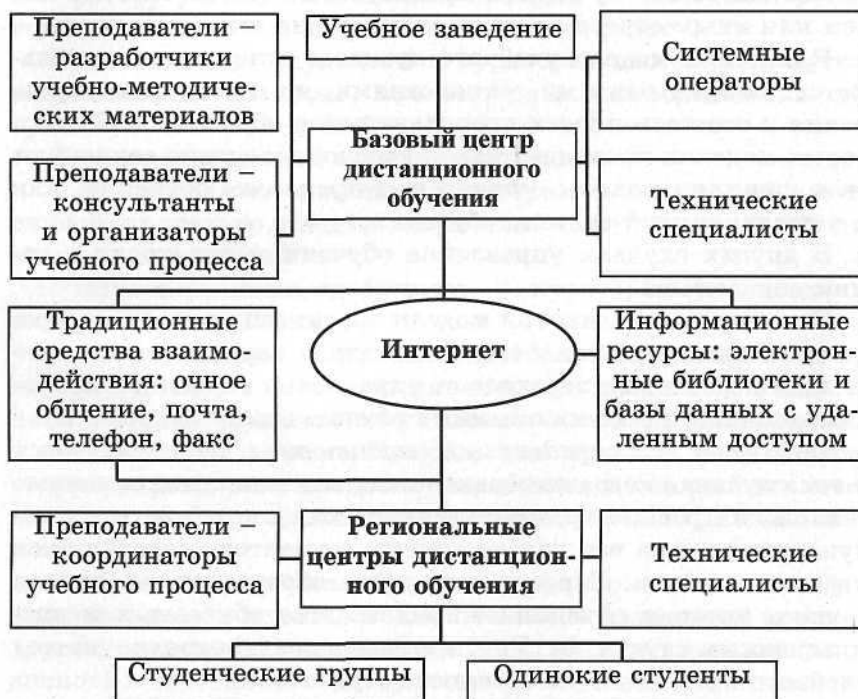 Преподаватели –
разработчики
учебно-методичес-
ских материалов
Учебное заведение
Системные
операторы
Базовый центр
дистанционного
обучения
Преподаватели –
консультанты
и организаторы
учебного процесса
Технические
специалисты
Традиционные
средства взаимо-
действия: очное
общение, почта,
телефон, факс
Интернет
Информационные
ресурсы: электрон-
ные библиотеки и
базы данных с уда-
ленным доступом
Преподаватели –
координаторы
учебного процесса
Региональные
центры дистанцион-
ного обучения
Технические
специалисты
Студенческие группы
Одинокие студенты